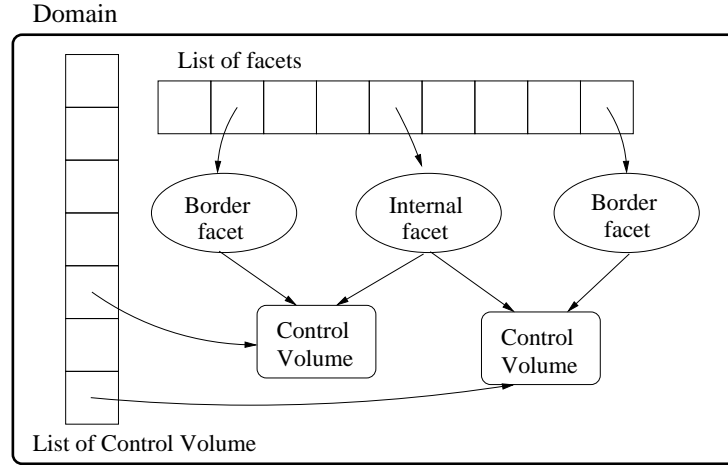 Domain
List of facets
Border
facet
Internal
facet
Border
facet
Control
Volume
Control
Volume
List of Control Volume